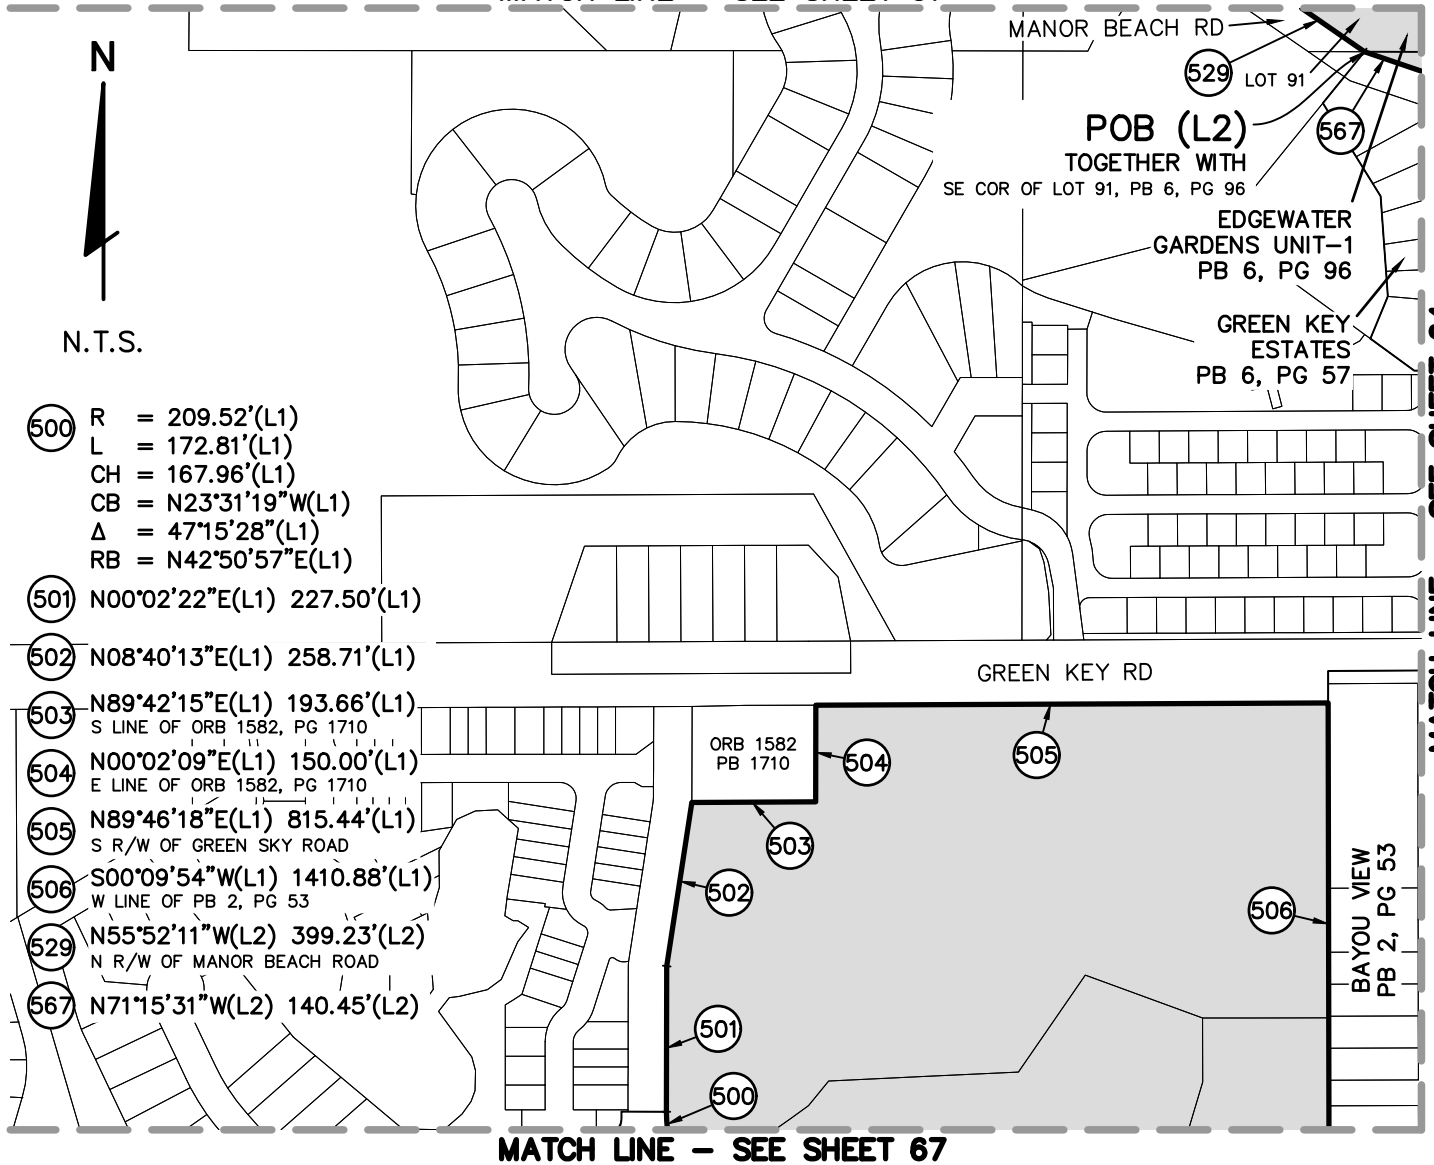 MANOR BEACH RD
529
LOT 91
POB (L2)
TOGETHER WITH
SE COR OF LOT 91, PB 6, PG 96
567
EDGEWATER
GARDENS UNIT-1
PB 6, PG 96
GREEN KEY
ESTATES
PB 6, PG 57
N
N.T.S.
500 R = 209.52'(L1)
L = 172.81'(L1)
CH = 167.96'(L1)
CB = N23°31'19"W(L1)
Δ = 47°15'28"(L1)
RB = N42°50'57"E(L1)
501 N00°02'22"E(L1) 227.50'(L1)
502 N08°40'13"E(L1) 258.71'(L1)
503 N89°42'15"E(L1) 193.66'(L1)
S LINE OF ORB 1582, PG 1710
504 N00°02'09"E(L1) 150.00'(L1)
E LINE OF ORB 1582, PG 1710
505 N89°46'18"E(L1) 815.44'(L1)
S R/W OF GREEN SKY ROAD
506 S00°09'54"W(L1) 1410.88'(L1)
W LINE OF PB 2, PG 53
529 N55°52'11"W(L2) 399.23'(L2)
N R/W OF MANOR BEACH ROAD
567 N71°15'31"W(L2) 140.45'(L2)
GREEN KEY RD
ORB 1582
PB 1710
504
505
503
502
506
BAYOU VIEW
PB 2, PG 53
501
500
MATCH LINE - SEE SHEET 67